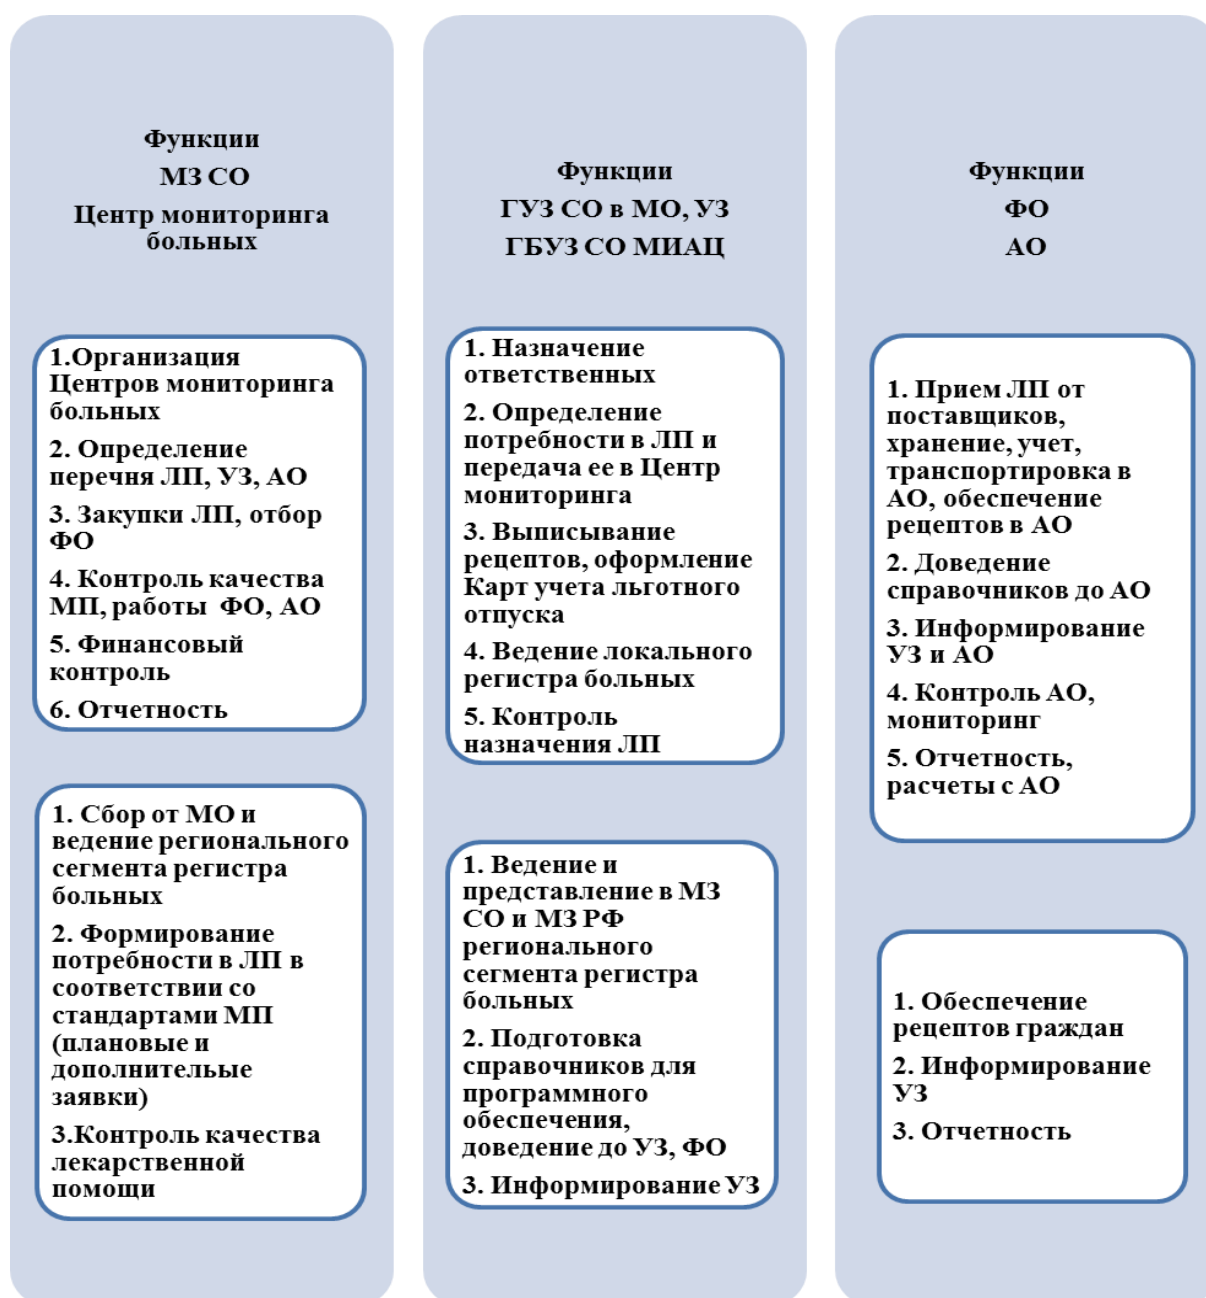 Функции
МЗ СО
Центр мониторинга
больных
1.Организация
Центров мониторинга
больных
2. Определение
перечня ЛП, УЗ, АО
3. Закупки ЛП, отбор
ФО
4. Контроль качества
МП, работы ФО, АО
5. Финансовый
контроль
6. Отчетность
1. Сбор от МО и
ведение регионального
сегмента регистра
больных
2. Формирование
потребности в ЛП в
соответствии со
стандартами МП
(плановые и
дополнительые
заявки)
3.Контроль качества
лекарственной
помощи
Функции
ГУЗ СО в МО, УЗ
ГБУЗ СО МИАЦ
1. Назначение
ответственных
2. Определение
потребности в ЛП и
передача ее в Центр
мониторинга
3. Выписывание
рецептов, оформление
Карт учета льготного
отпуска
4. Ведение локального
регистра больных
5. Контроль
назначения ЛП
1. Ведение и
представление в МЗ
СО и МЗ РФ
регионального
сегмента регистра
больных
2. Подготовка
справочников для
программного
обеспечения,
доведение до УЗ, ФО
3. Информирование УЗ
Функции
ФО
АО
1. Прием ЛП от
поставщиков,
хранение, учет,
транспортировка в
АО, обеспечение
рецептов в АО
2. Доведение
справочников до АО
3. Информирование
УЗ и АО
4. Контроль АО,
мониторинг
5. Отчетность,
расчеты с АО
1. Обеспечение
рецептов граждан
2. Информирование
УЗ
3. Отчетность